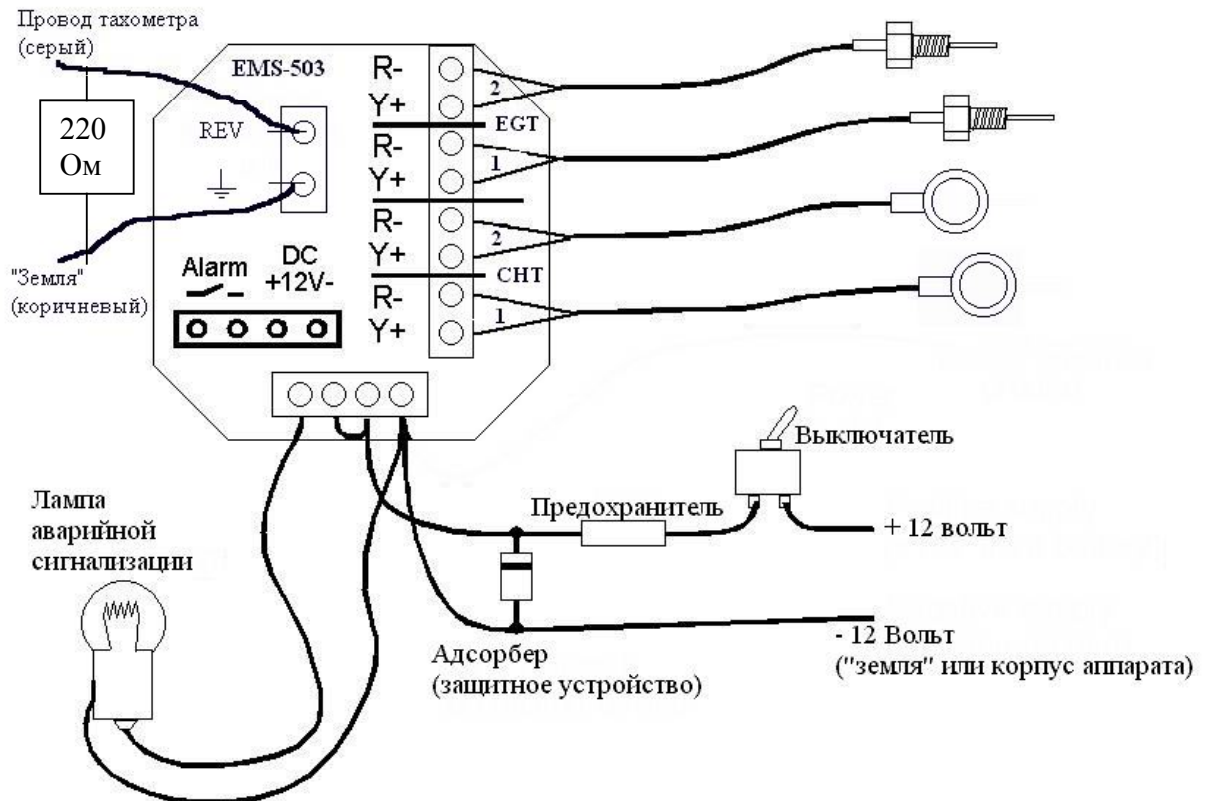 Провод тахометра
(серый)
EMS-503
R-
2
Y+
EGT
220
Ом
REV
R-
1
Y+
R-
2
Y+
"Земля"
(коричневый)
Alarm
DC
+12V-
CHT
R-
1
Y+
Выключатель
Предохранитель
+ 12 вольт
Лампа
аварийной
сигнализации
- 12 Вольт
("земля" или корпус аппарата)
Адсорбер
(защитное устройство)